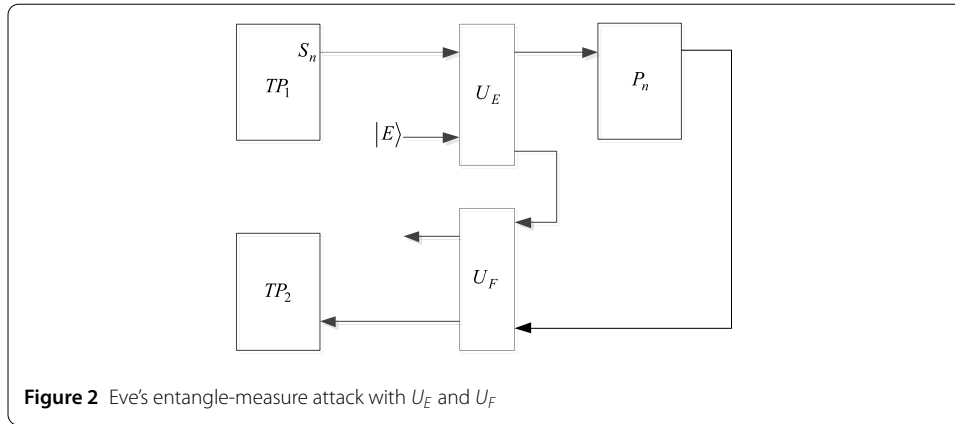 S_n
TP_1
U_E
P_n
|E⟩
TP_2
U_F
Figure 2 Eve's entangle-measure attack with U_E and U_F